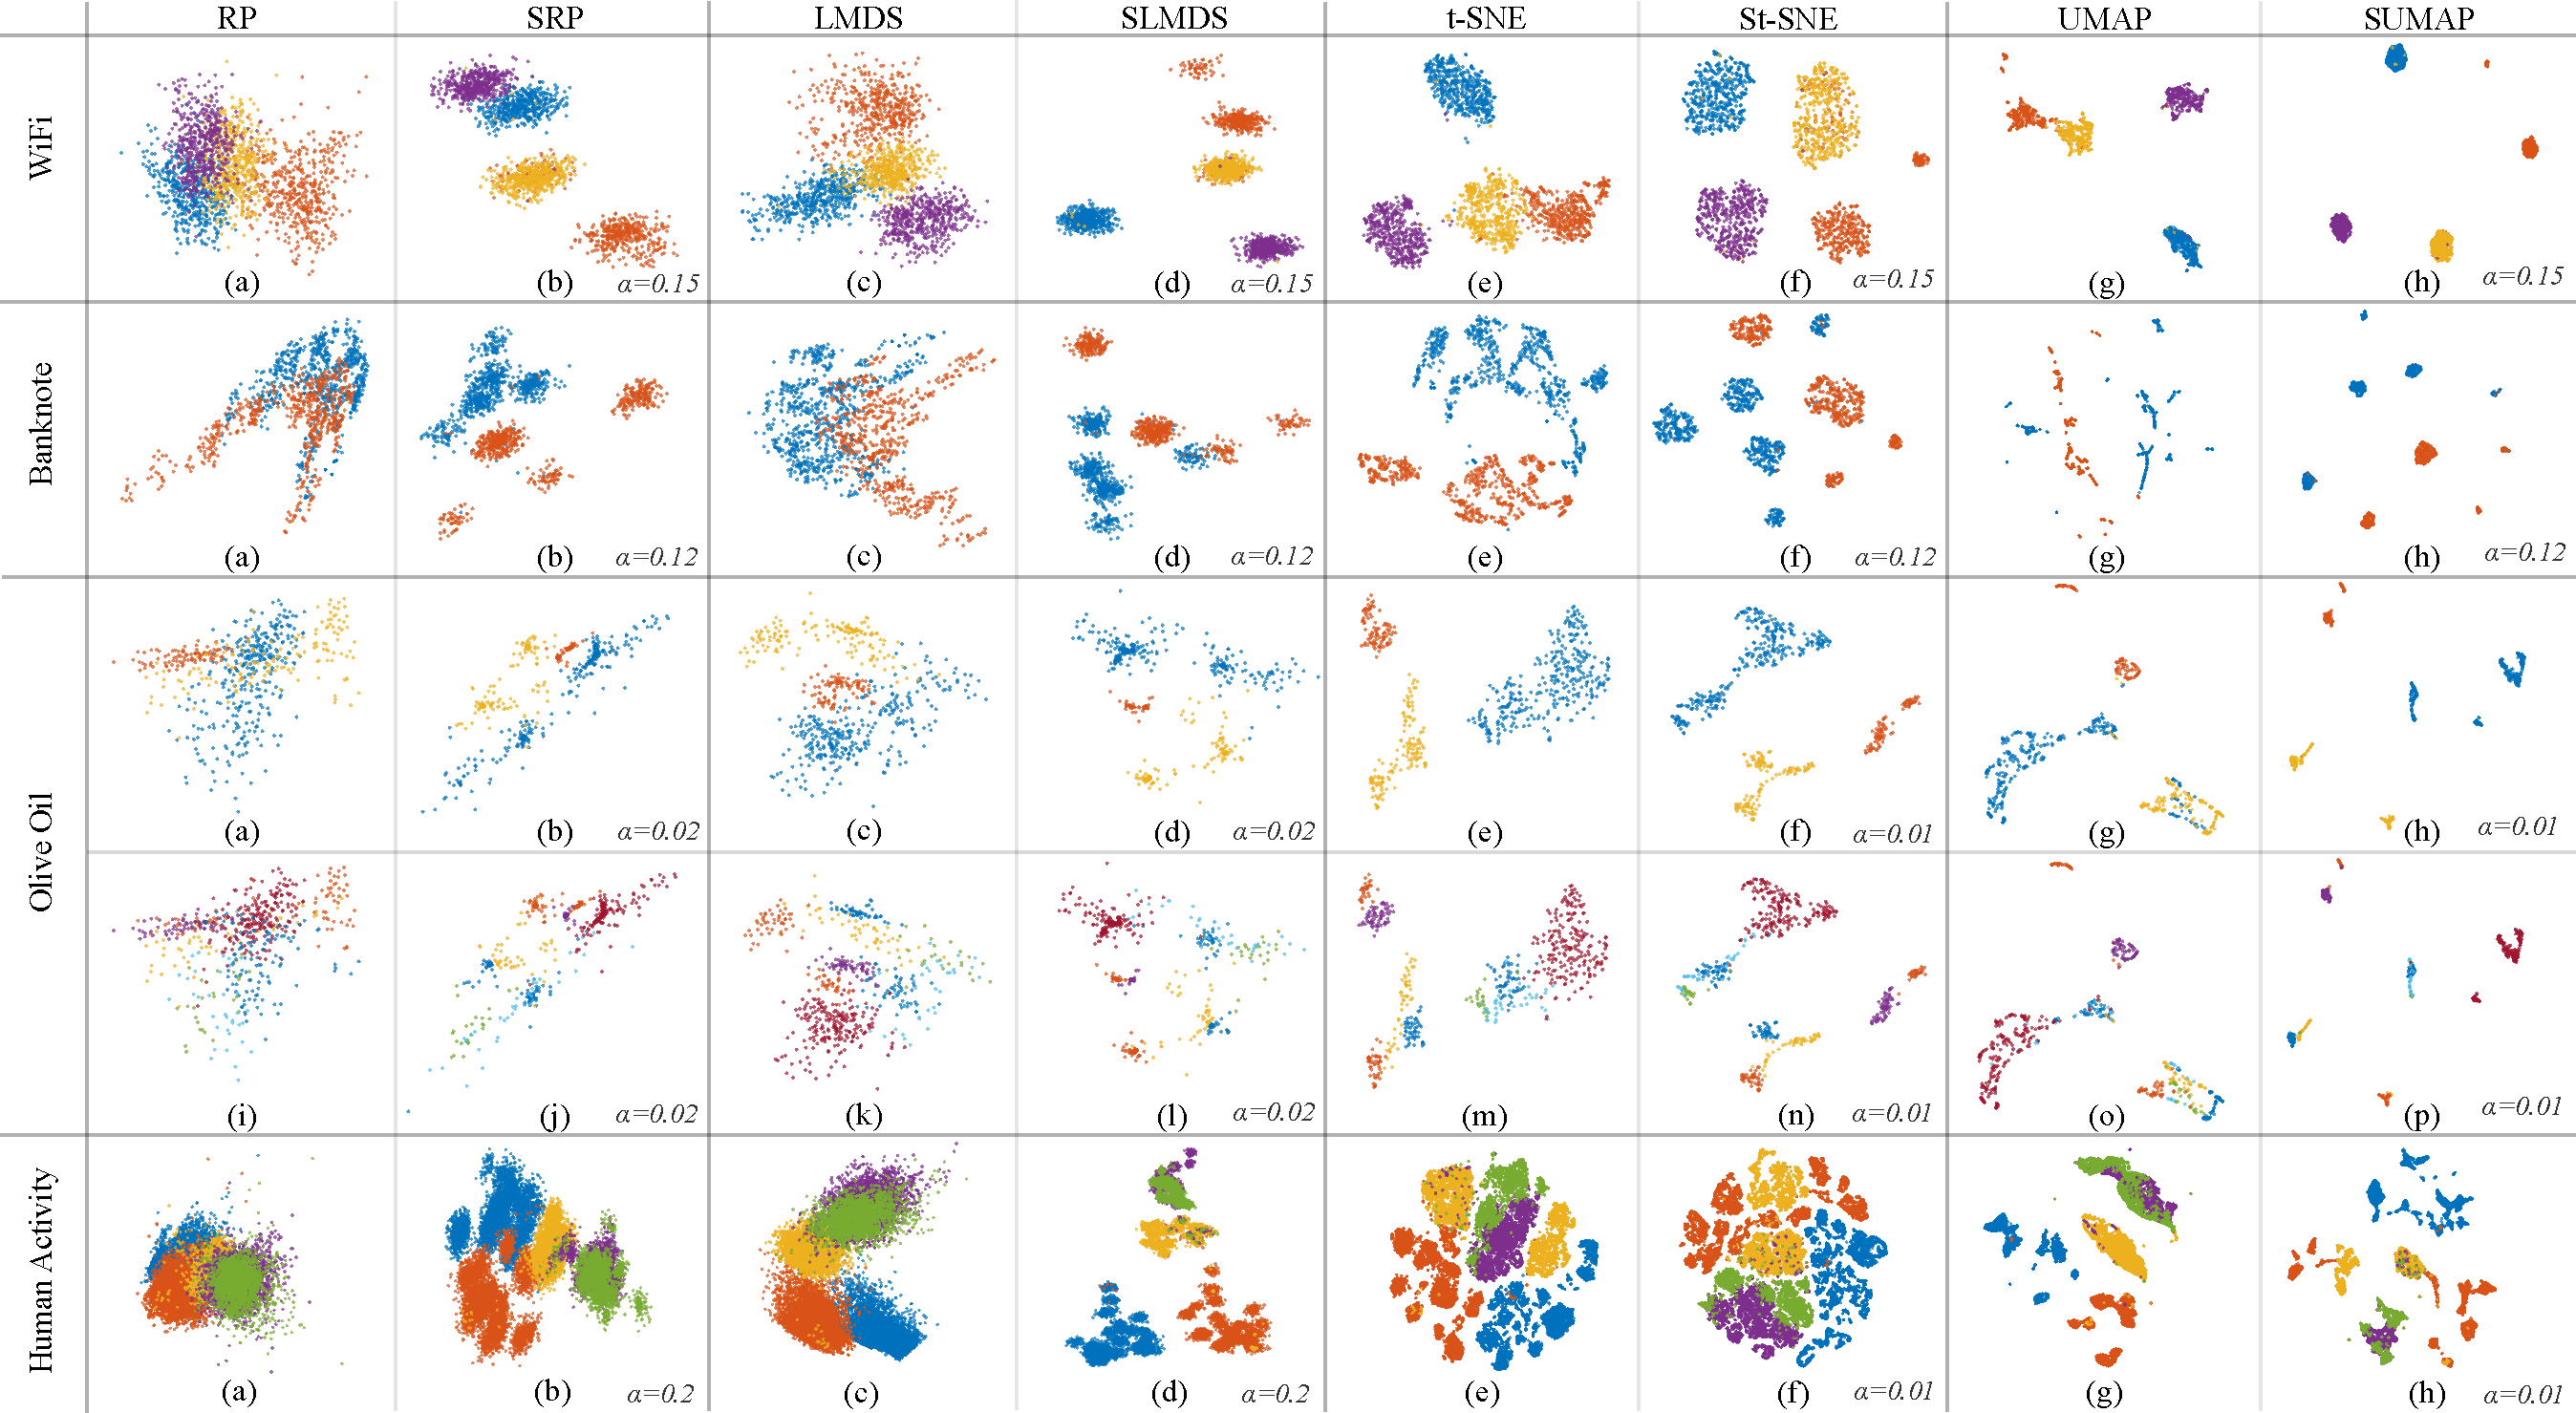 RP SRP LMDS SLMDS t-SNE St-SNE UMAP SUMAP
WiFi
(a) (b) α=0.15 (c) (d) α=0.15 (e) (f) α=0.15 (g) (h) α=0.15
Banknote
(a) (b) α=0.12 (c) (d) α=0.12 (e) (f) α=0.12 (g) (h) α=0.12
Olive Oil
(a) (b) α=0.02 (c) (d) α=0.02 (e) (f) α=0.01 (g) (h) α=0.01
(i) (j) α=0.02 (k) (l) α=0.02 (m) (n) α=0.01 (o) (p) α=0.01
Human Activity
(a) (b) α=0.2 (c) (d) α=0.2 (e) (f) α=0.01 (g) (h) α=0.01